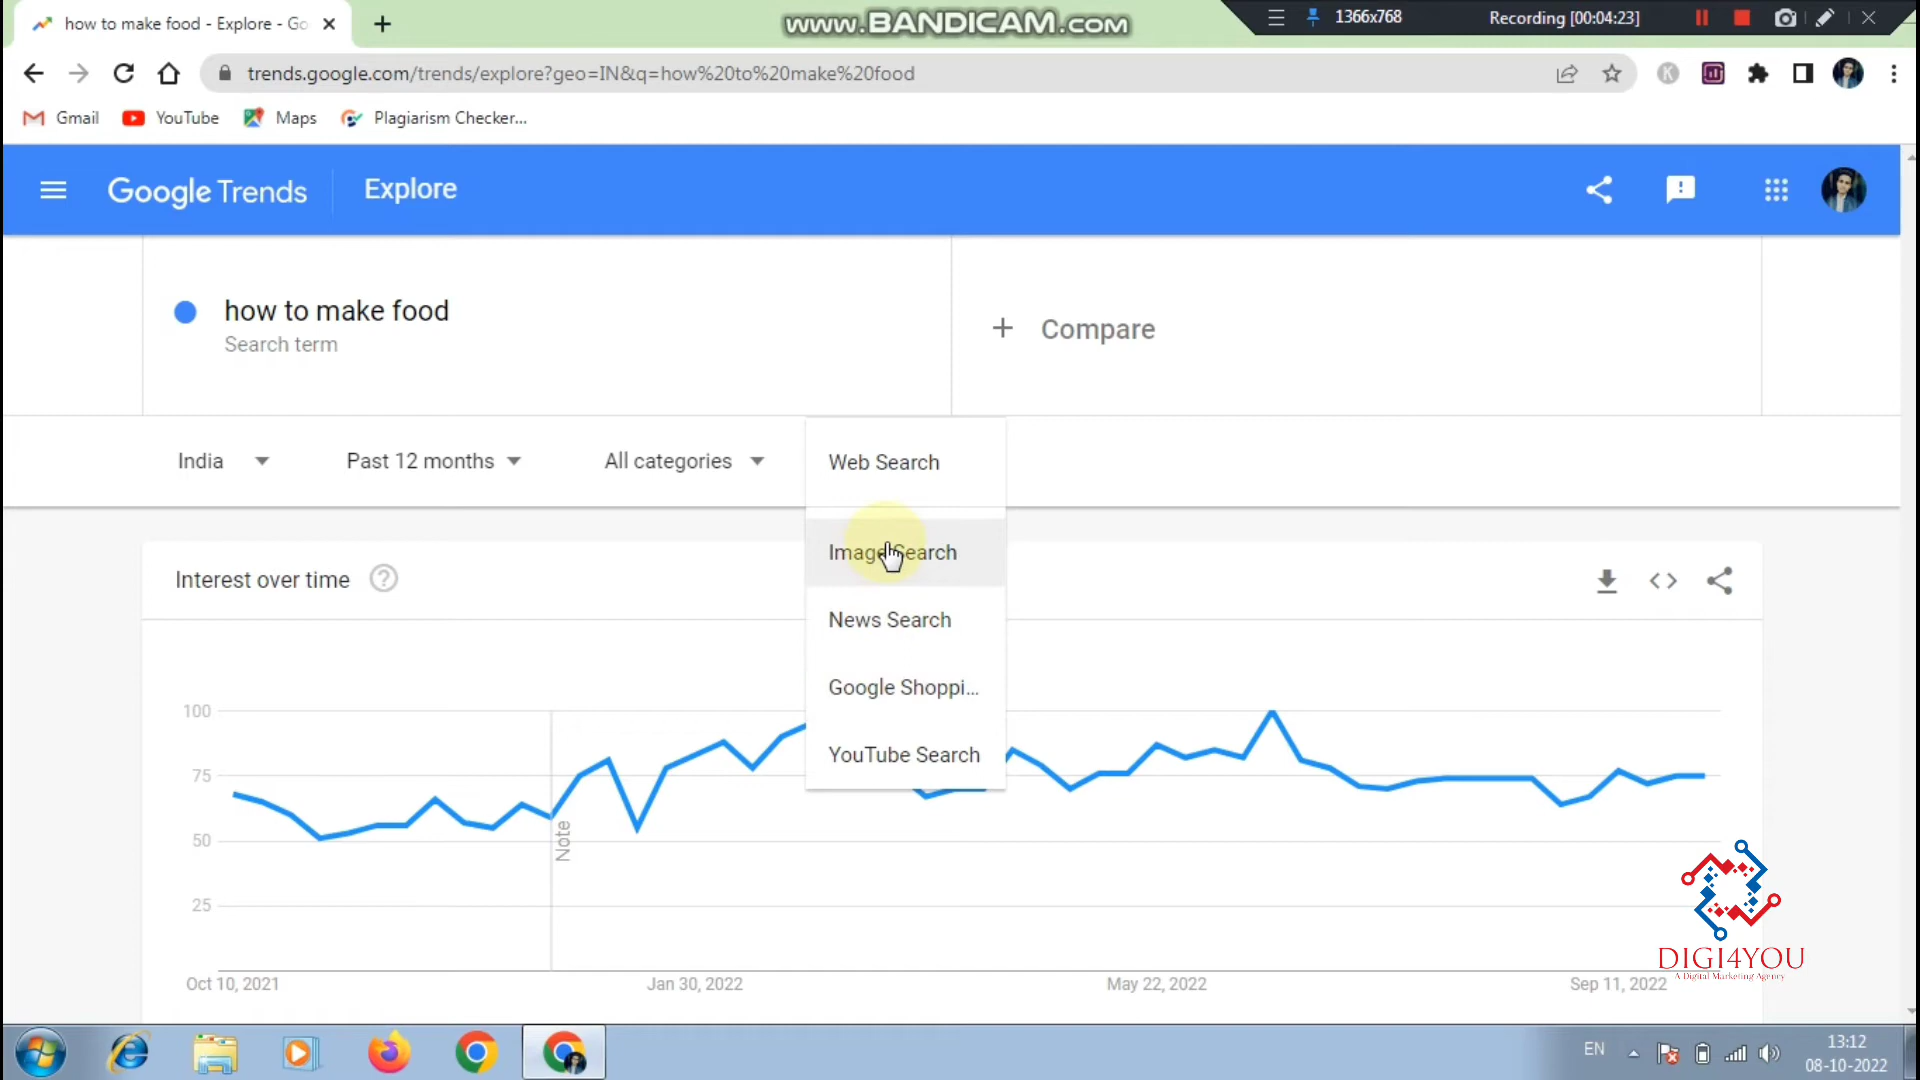 how to make food - Explore - Go
www.BANDICAM.com
1366x768
Recording [00:04:23]
trends.google.com/trends/explore?geo=IN&q=how%20to%20make%20food
K
Gmail
YouTube
Maps
Plagiarism Checker...
Google Trends
Explore
how to make food
Search term
+ Compare
India
Past 12 months
All categories
Web Search
Image Search
News Search
Google Shoppi...
YouTube Search
Interest over time
100
75
50
25
Note
Oct 10, 2021
Jan 30, 2022
May 22, 2022
Sep 11, 2022
DIGI4YOU
A Digital Marketing Agency
EN
13:12
08-10-2022